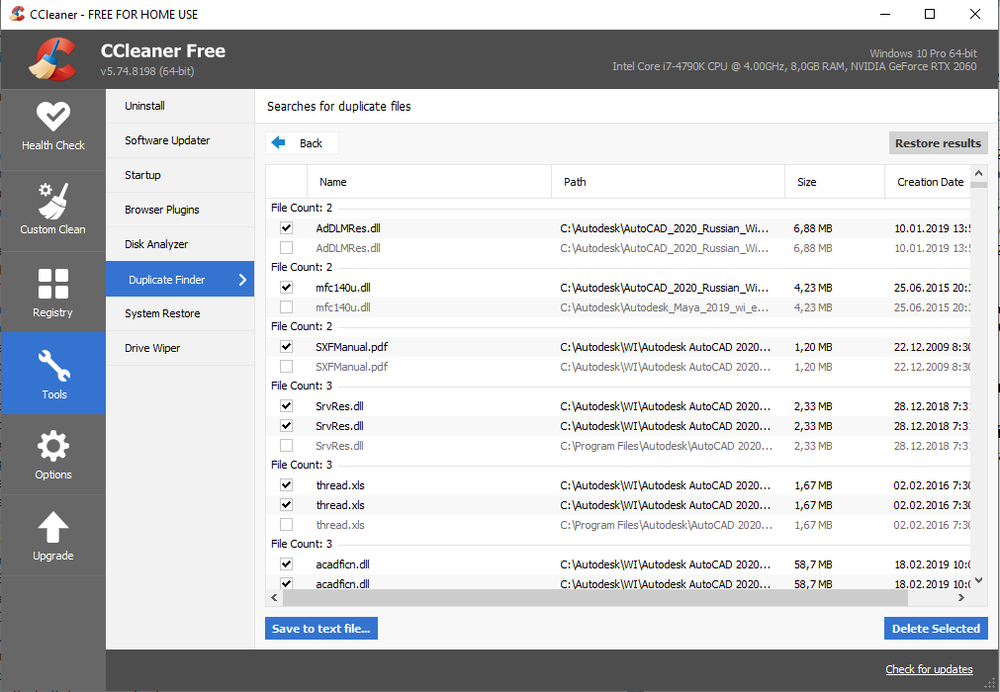 CCleaner - FREE FOR HOME USE
CCleaner Free
v5.74.8198 (64-bit)
Windows 10 Pro 64-bit
Intel Core i7-4790K CPU @ 4.00GHz, 8,0GB RAM, NVIDIA GeForce RTX 2060
Health Check
Custom Clean
Registry
Tools
Options
Upgrade
Uninstall
Software Updater
Startup
Browser Plugins
Disk Analyzer
Duplicate Finder
System Restore
Drive Wiper
Searches for duplicate files
Back
Restore results
Name Path Size Creation Date
File Count: 2
AdDLMRes.dll C:\Autodesk\AutoCAD_2020_Russian_Wi... 6,88 MB 10.01.2019 13:5
AdDLMRes.dll C:\Autodesk\AutoCAD_2020_Russian_Wi... 6,88 MB 10.01.2019 13:5
File Count: 2
mfc140u.dll C:\Autodesk\AutoCAD_2020_Russian_Wi... 4,23 MB 25.06.2015 20:3
mfc140u.dll C:\Autodesk\Autodesk_Maya_2019_wi_e... 4,23 MB 25.06.2015 20:3
File Count: 2
SXFManual.pdf C:\Autodesk\WI\Autodesk AutoCAD 2020... 1,20 MB 22.12.2009 8:30
SXFManual.pdf C:\Autodesk\WI\Autodesk AutoCAD 2020... 1,20 MB 22.12.2009 8:30
File Count: 3
SrvRes.dll C:\Autodesk\WI\Autodesk AutoCAD 2020... 2,33 MB 28.12.2018 7:31
SrvRes.dll C:\Autodesk\WI\Autodesk AutoCAD 2020... 2,33 MB 28.12.2018 7:31
SrvRes.dll C:\Program Files\Autodesk\AutoCAD 2020... 2,33 MB 28.12.2018 7:31
File Count: 3
thread.xls C:\Autodesk\WI\Autodesk AutoCAD 2020... 1,67 MB 02.02.2016 7:30
thread.xls C:\Autodesk\WI\Autodesk AutoCAD 2020... 1,67 MB 02.02.2016 7:30
thread.xls C:\Program Files\Autodesk\AutoCAD 2020... 1,67 MB 02.02.2016 7:30
File Count: 3
acadficn.dll C:\Autodesk\WI\Autodesk AutoCAD 2020... 58,7 MB 18.02.2019 10:0
acadficn.dll C:\Autodesk\WI\Autodesk AutoCAD 2020... 58,7 MB 18.02.2019 10:0
Save to text file...
Delete Selected
Check for updates